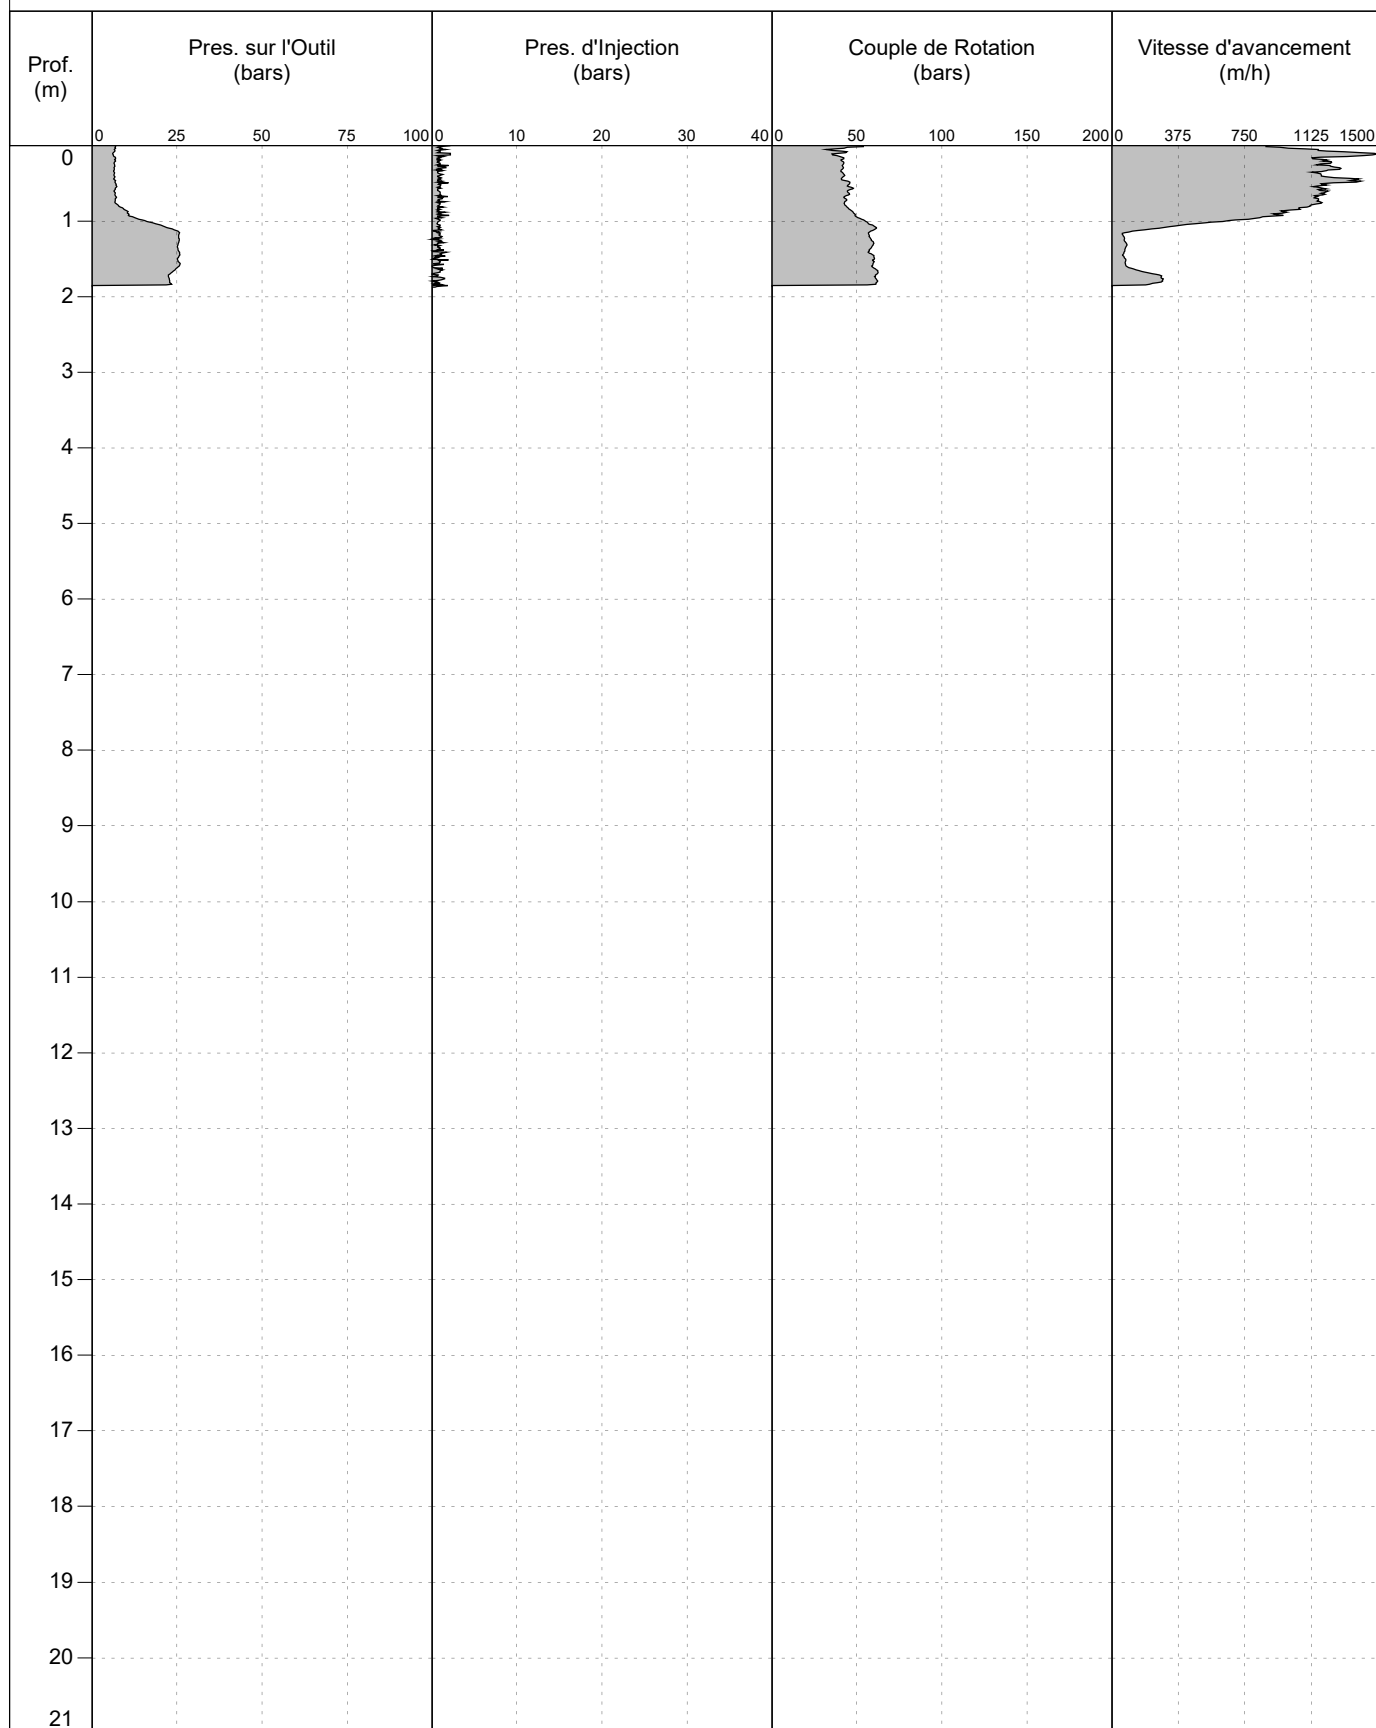 Prof.
(m)
Pres. sur l'Outil
(bars)
Pres. d'Injection
(bars)
Couple de Rotation
(bars)
Vitesse d'avancement
(m/h)
0 25 50 75 100 0 10 20 30 40 0 50 100 150 200 0 375 750 1125 1500
0
1
2
3
4
5
6
7
8
9
10
11
12
13
14
15
16
17
18
19
20
21